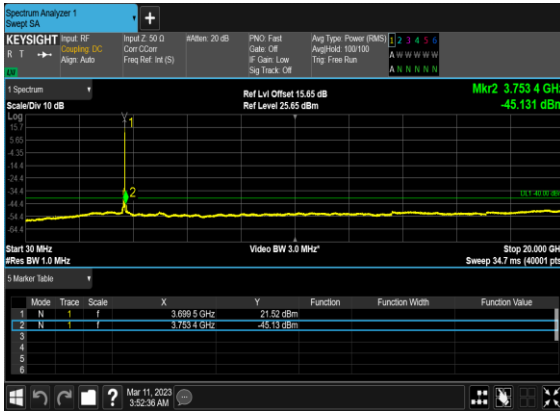 Spectrum Analyzer 1
Swept SA
+
KEYSIGHT Input: RF Input Z: 50 Ω #Atten: 20 dB PNO: Fast Avg Type: Power (RMS) 1 2 3 4 5 6
R T Coupling: DC Corr CCorr Gate: Off Avg|Hold: 100/100 A W W W W W
Align: Auto Freq Ref: Int (S) IF Gain: Low Trig: Free Run
Sig Track: Off A N N N N N
1 Spectrum Mkr2 3.753 4 GHz
Scale/Div 10 dB Ref Lvl Offset 15.65 dB
Ref Level 25.65 dBm -45.131 dBm
Log
15.7
5.65
-4.35
-14.4
-24.4
-34.4
-44.4
-54.4
-64.4
1
2
DL1 -40.00 dBm
Start 30 MHz Video BW 3.0 MHz* Stop 20.000 GHz
#Res BW 1.0 MHz Sweep 34.7 ms (40001 pts)
5 Marker Table
Mode Trace Scale X Y Function Function Width Function Value
1 N 1 f 3.699 5 GHz 21.52 dBm
2 N 1 f 3.753 4 GHz -45.13 dBm
3
4
5
6
? Mar 11, 2023
3:52:36 AM